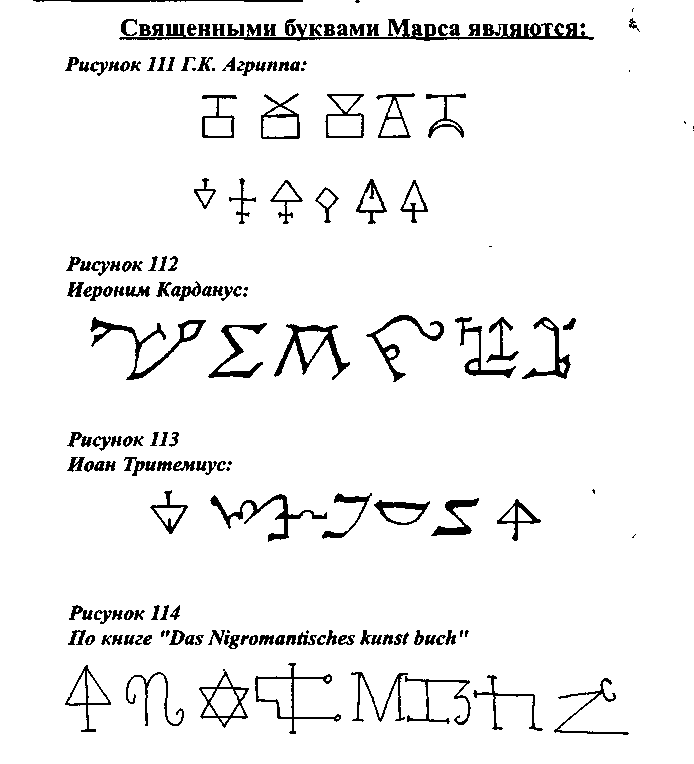 Священными буквами Марса являются:
Рисунок 111 Г.К. Агриппа:
Рисунок 112
Иероним Карданус:
Рисунок 113
Иоан Тритемиус:
Рисунок 114
По книге "Das Nigromantisches kunst buch"